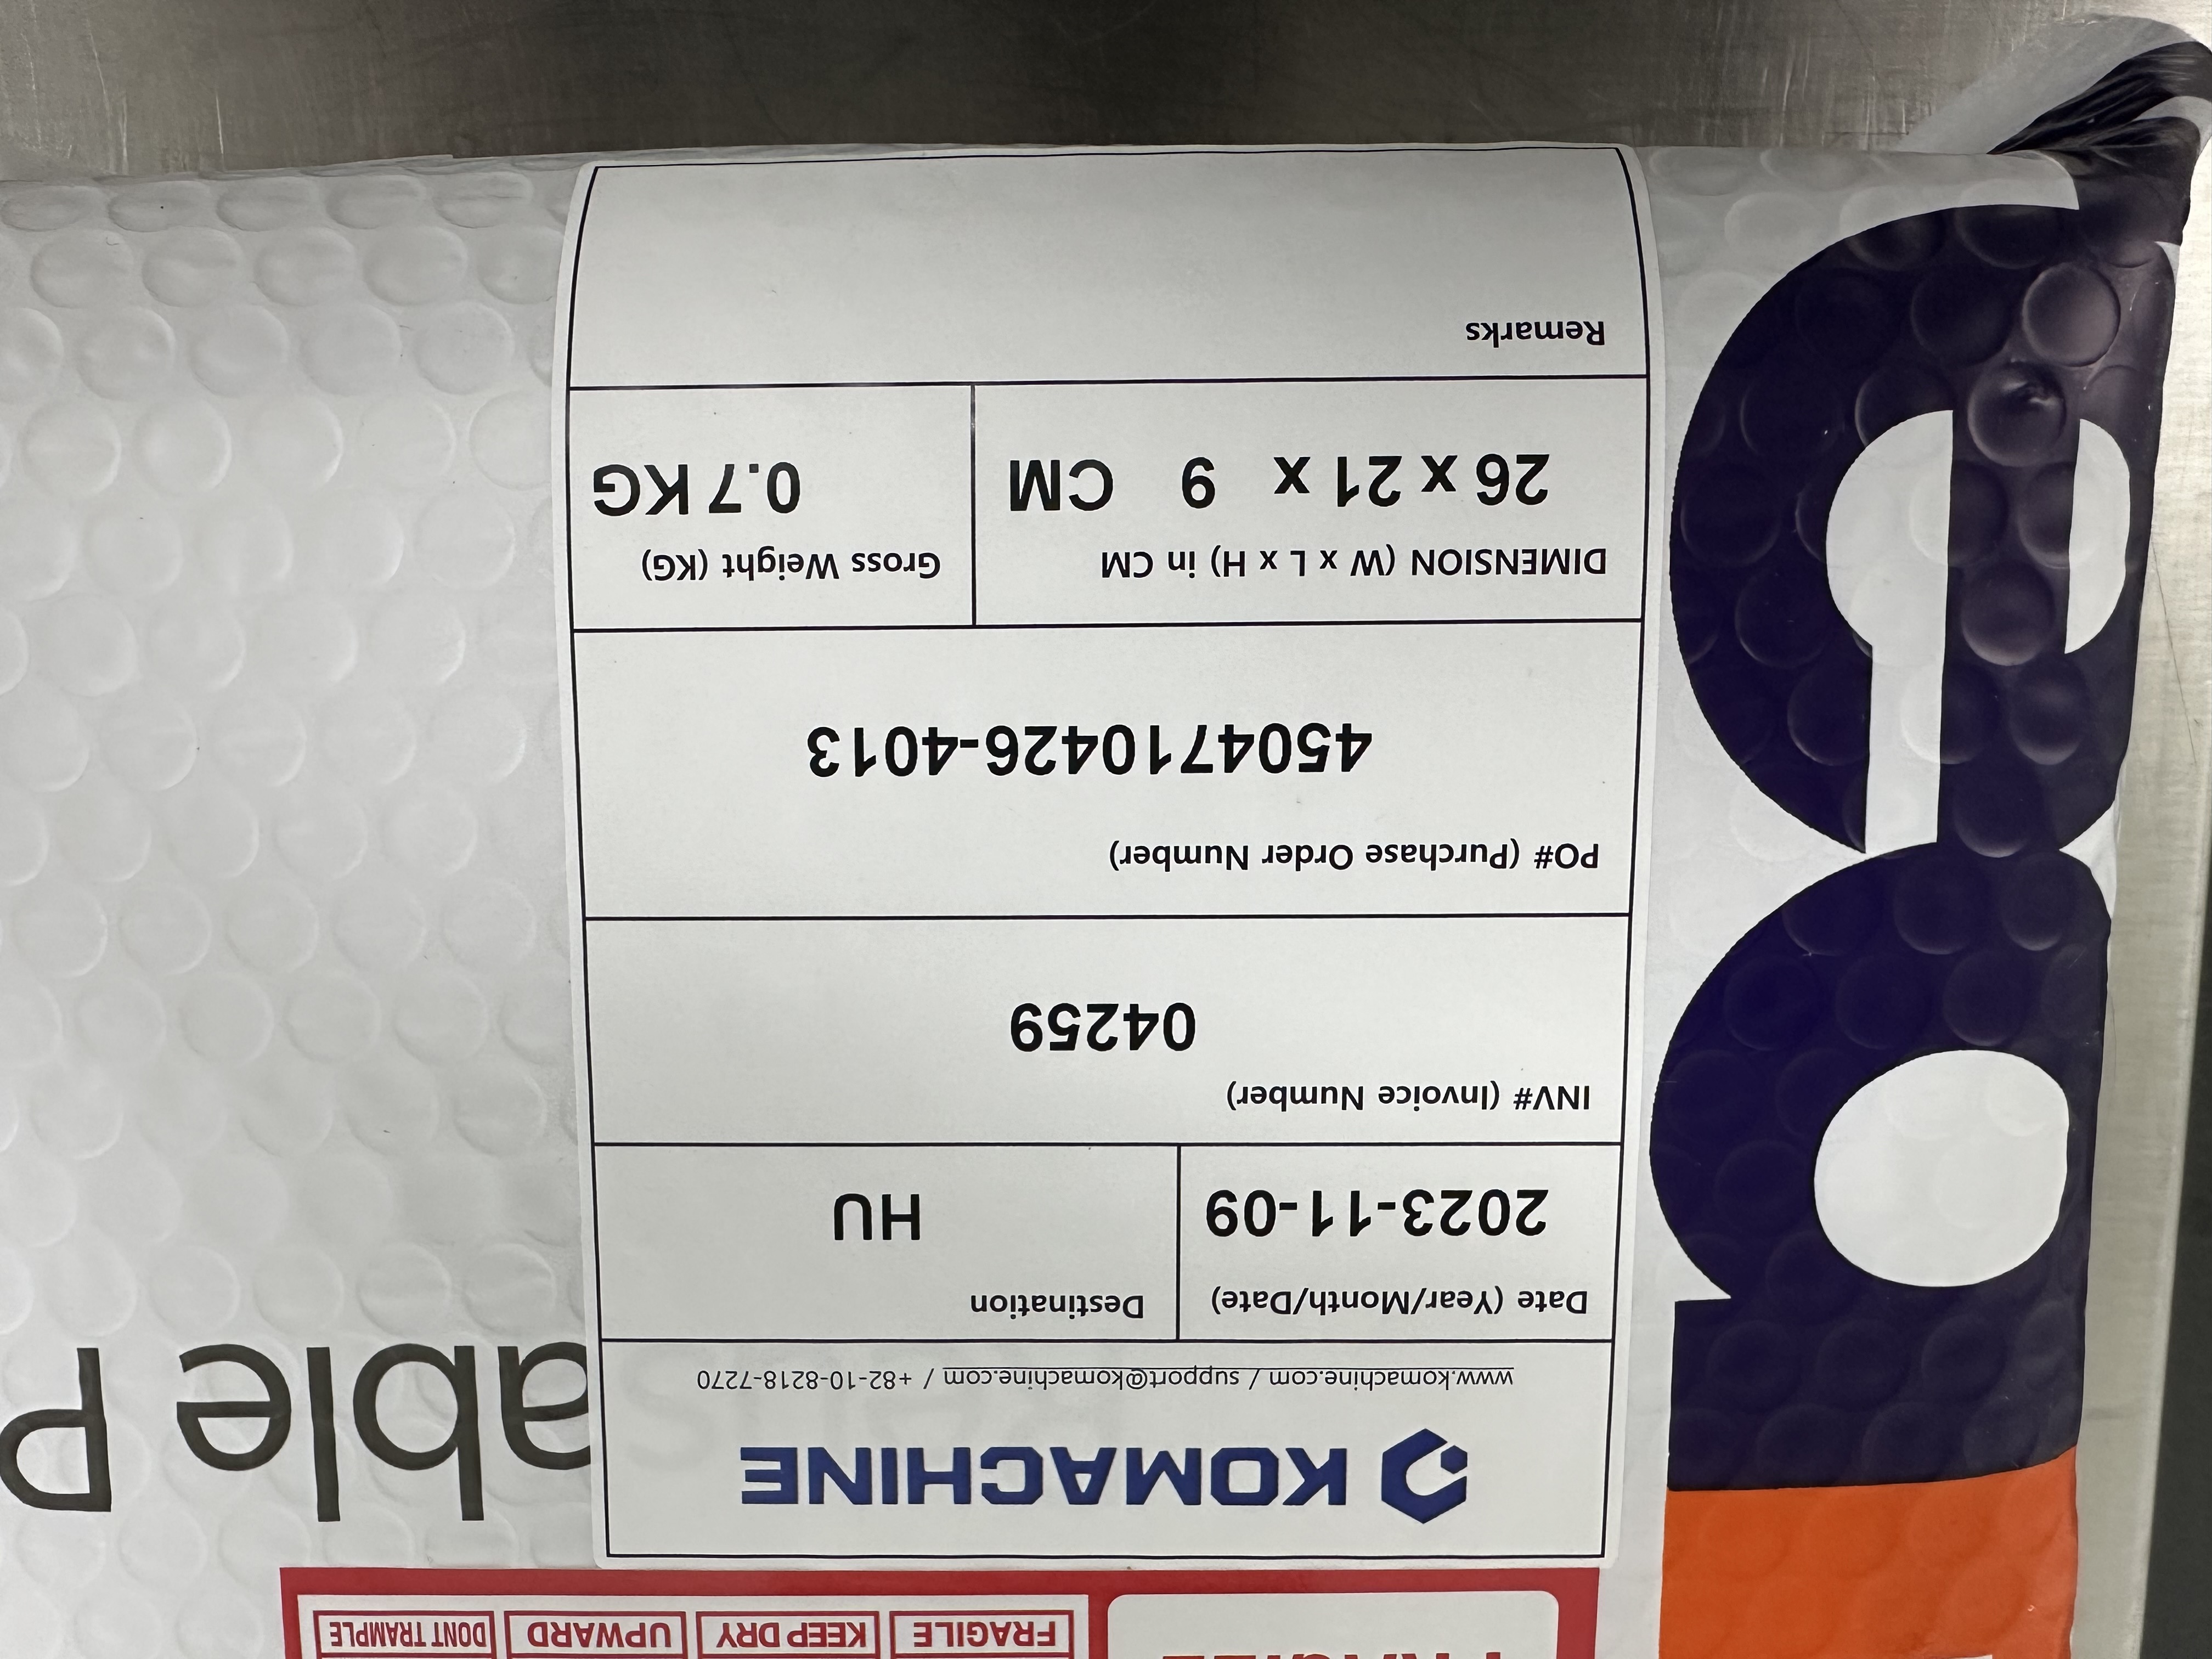 FRAGILE
FRAGILE KEEP DRY UPWARD DONT TRAMPLE
KOMACHINE
www.komachine.com / support@komachine.com / +82-10-8218-7270
Date (Year/Month/Date) Destination
2023-11-09 HU
INV# (Invoice Number)
04259
PO# (Purchase Order Number)
4504710426-4013
DIMENSION (W x L x H) in CM Gross Weight (KG)
26 x 21 x 9 CM 0.7 KG
Remarks
able P